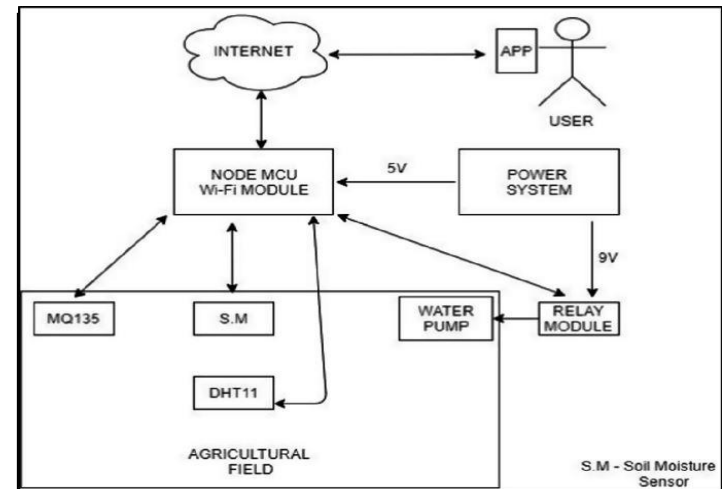 INTERNET
APP
USER
NODE MCU
Wi-Fi MODULE
5V
POWER
SYSTEM
9V
MQ135
S.M
WATER
PUMP
RELAY
MODULE
DHT11
AGRICULTURAL
FIELD
S.M - Soil Moisture
Sensor